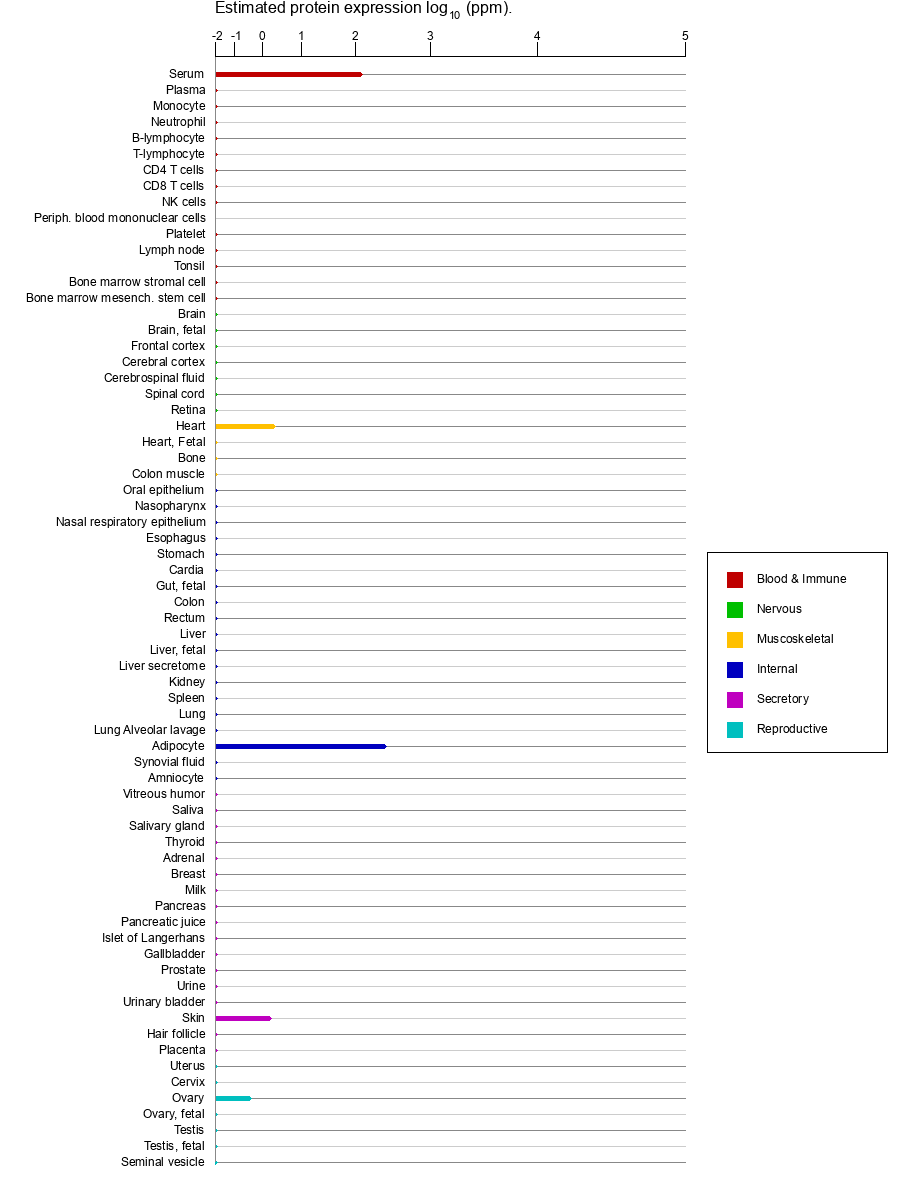 Estimated protein expression log10 (ppm).
-2 -1 0 1 2 3 4 5
Serum
Plasma
Monocyte
Neutrophil
B-lymphocyte
T-lymphocyte
CD4 T cells
CD8 T cells
NK cells
Periph. blood mononuclear cells
Platelet
Lymph node
Tonsil
Bone marrow stromal cell
Bone marrow mesench. stem cell
Brain
Brain, fetal
Frontal cortex
Cerebral cortex
Cerebrospinal fluid
Spinal cord
Retina
Heart
Heart, Fetal
Bone
Colon muscle
Oral epithelium
Nasopharynx
Nasal respiratory epithelium
Esophagus
Stomach
Cardia
Gut, fetal
Colon
Rectum
Liver
Liver, fetal
Liver secretome
Kidney
Spleen
Lung
Lung Alveolar lavage
Adipocyte
Synovial fluid
Amniocyte
Vitreous humor
Saliva
Salivary gland
Thyroid
Adrenal
Breast
Milk
Pancreas
Pancreatic juice
Islet of Langerhans
Gallbladder
Prostate
Urine
Urinary bladder
Skin
Hair follicle
Placenta
Uterus
Cervix
Ovary
Ovary, fetal
Testis
Testis, fetal
Seminal vesicle
Blood & Immune
Nervous
Muscoskeletal
Internal
Secretory
Reproductive